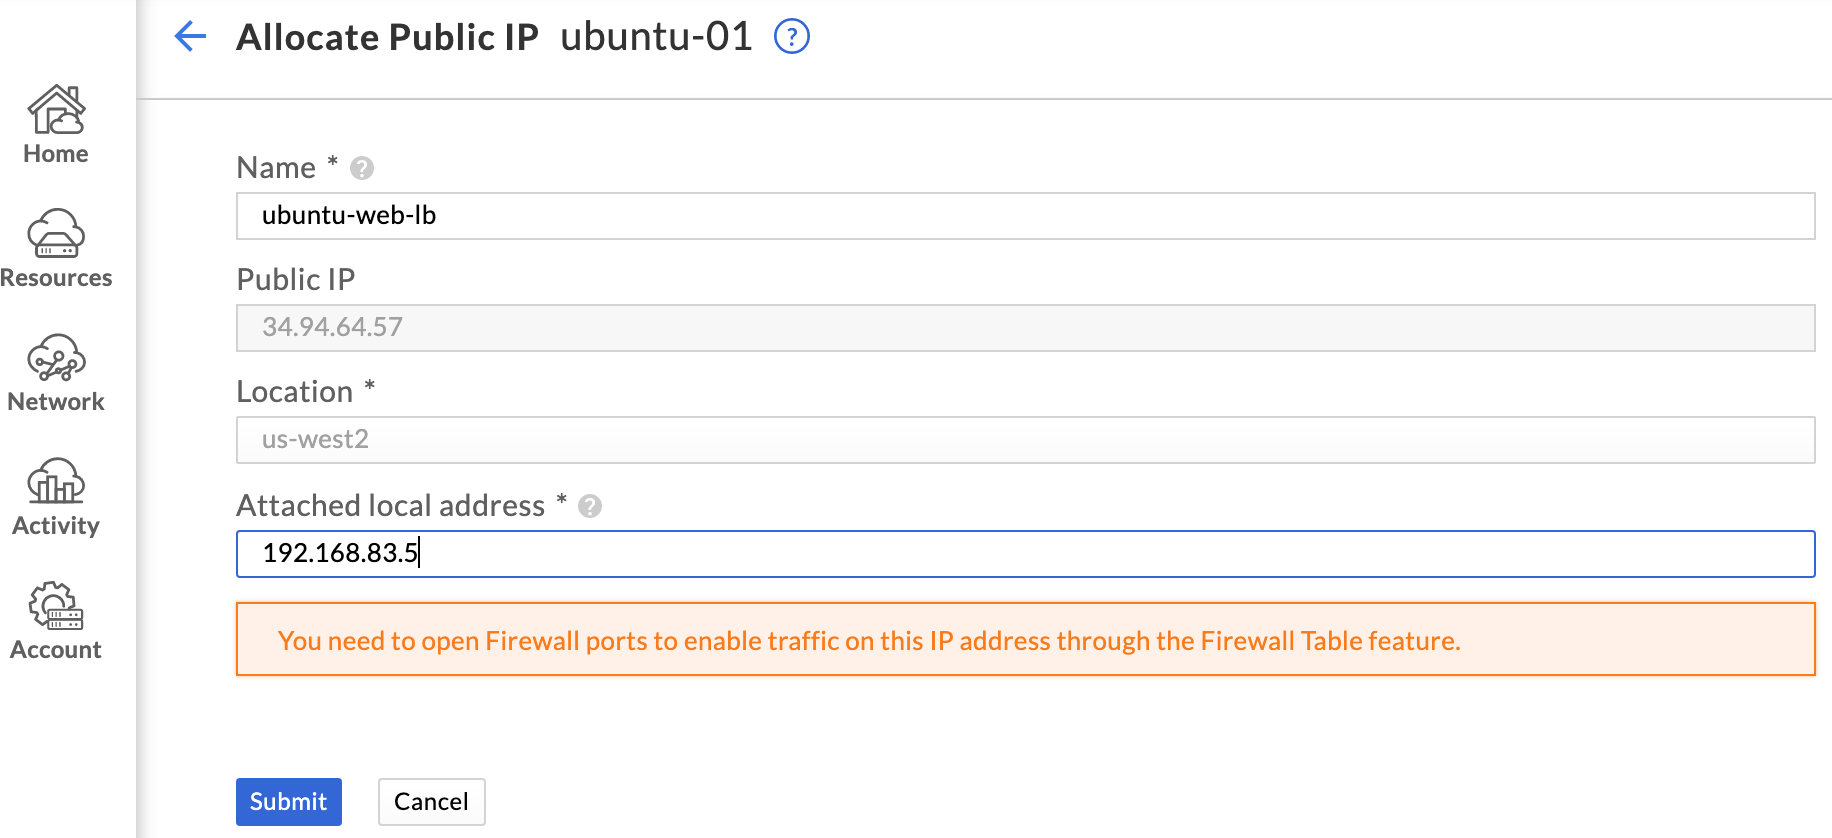 Allocate Public IP ubuntu-01 ?
Home
Resources
Network
Activity
Account
Name * ?
ubuntu-web-lb
Public IP
34.94.64.57
Location *
us-west2
Attached local address * ?
192.168.83.5
You need to open Firewall ports to enable traffic on this IP address through the Firewall Table feature.
Submit Cancel